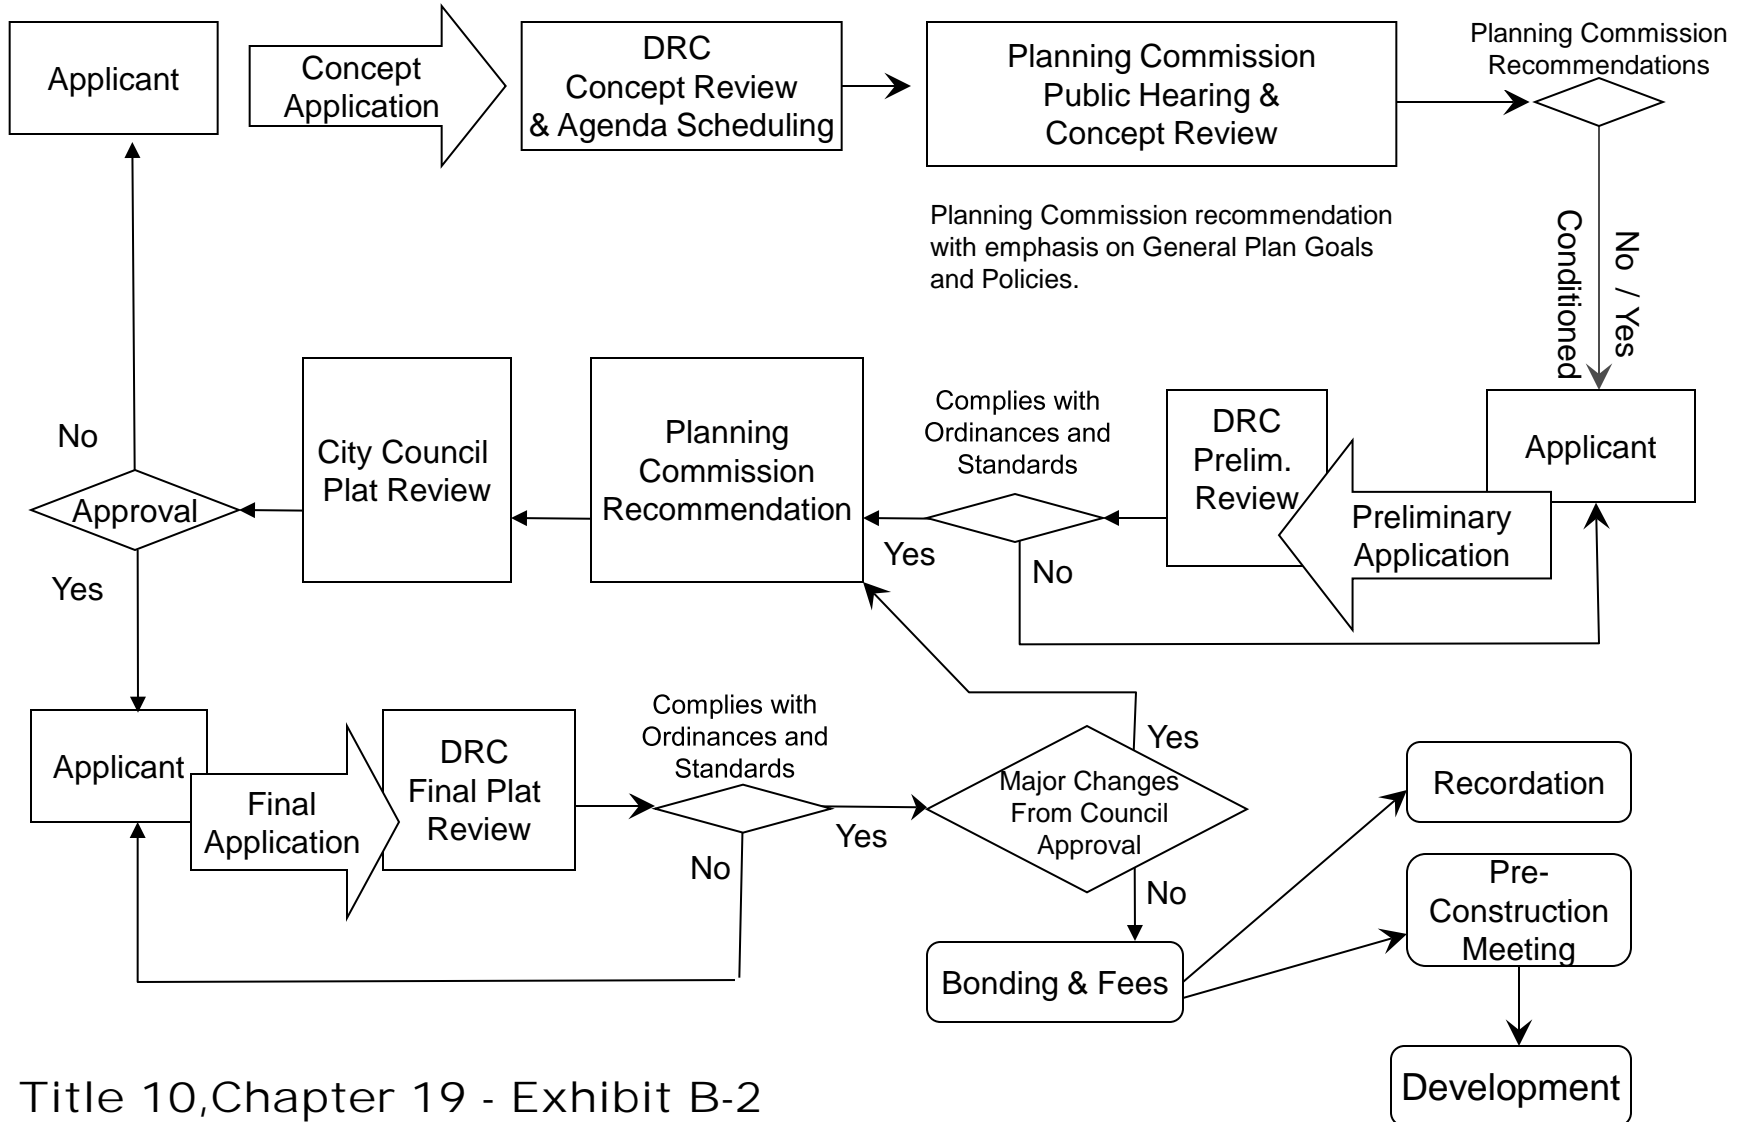 Applicant
Concept
Application
DRC
Concept Review
& Agenda Scheduling
Planning Commission
Public Hearing &
Concept Review
Planning Commission
Recommendations
Planning Commission recommendation
with emphasis on General Plan Goals
and Policies.
No / Yes
Conditioned
Applicant
Preliminary
Application
DRC
Prelim.
Review
Complies with
Ordinances and
Standards
Yes
No
Planning
Commission
Recommendation
City Council
Plat Review
Approval
No
Yes
Applicant
Final
Application
DRC
Final Plat
Review
Complies with
Ordinances and
Standards
No
Yes
Major Changes
From Council
Approval
Yes
No
Bonding & Fees
Recordation
Pre-
Construction
Meeting
Development
Title 10,Chapter 19 - Exhibit B-2